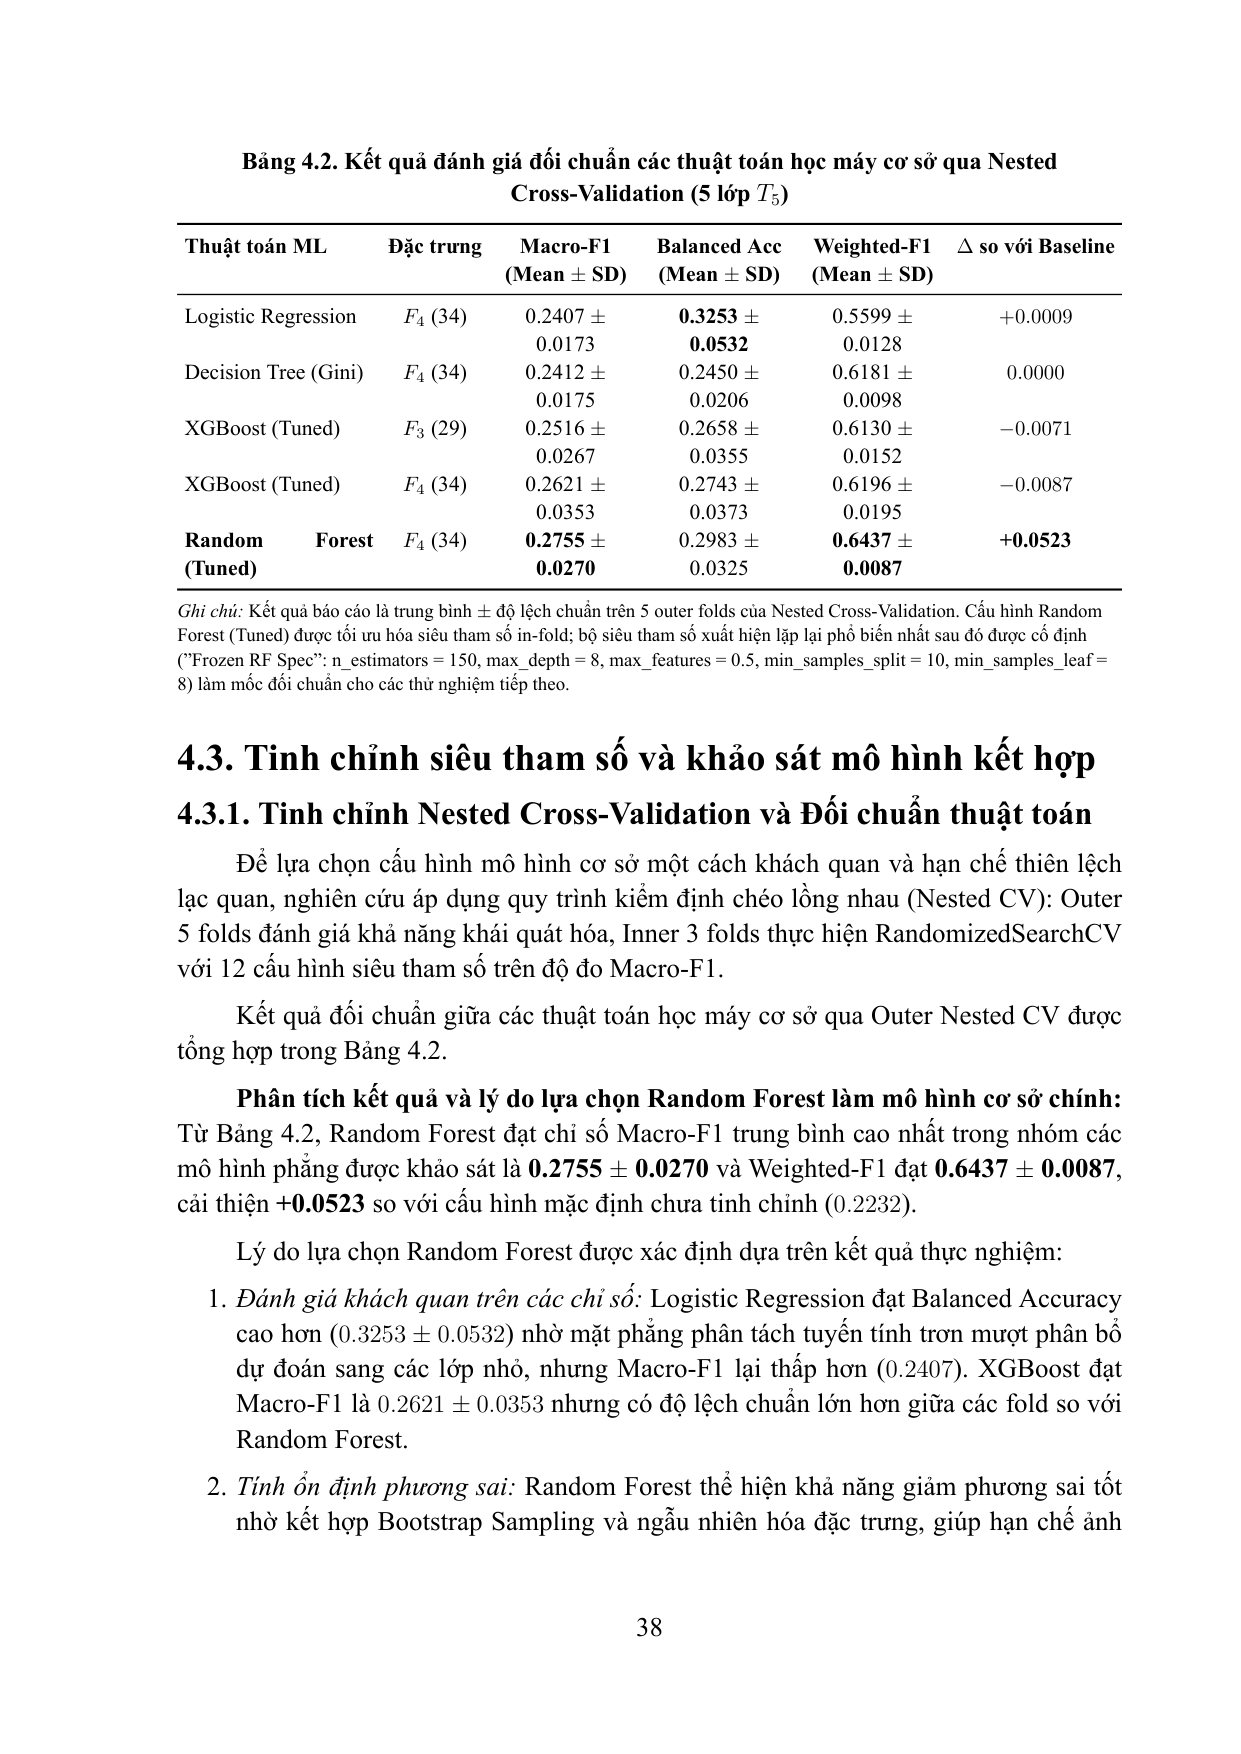 Bảng 4.2. Kết quả đánh giá đối chuẩn các thuật toán học máy cơ sở qua Nested
Cross-Validation (5 lớp T₅)
Thuật toán ML Đặc trưng Macro-F1 Balanced Acc Weighted-F1 Δ so với Baseline
(Mean ± SD) (Mean ± SD) (Mean ± SD)
Logistic Regression F₄ (34) 0.2407 ± 0.3253 ± 0.5599 ± +0.0009
0.0173 0.0532 0.0128
Decision Tree (Gini) F₄ (34) 0.2412 ± 0.2450 ± 0.6181 ± 0.0000
0.0175 0.0206 0.0098
XGBoost (Tuned) F₃ (29) 0.2516 ± 0.2658 ± 0.6130 ± −0.0071
0.0267 0.0355 0.0152
XGBoost (Tuned) F₄ (34) 0.2621 ± 0.2743 ± 0.6196 ± −0.0087
0.0353 0.0373 0.0195
Random Forest F₄ (34) 0.2755 ± 0.2983 ± 0.6437 ± +0.0523
(Tuned) 0.0270 0.0325 0.0087
Ghi chú: Kết quả báo cáo là trung bình ± độ lệch chuẩn trên 5 outer folds của Nested Cross-Validation. Cấu hình Random
Forest (Tuned) được tối ưu hóa siêu tham số in-fold; bộ siêu tham số xuất hiện lặp lại phổ biến nhất sau đó được cố định
(”Frozen RF Spec”: n_estimators = 150, max_depth = 8, max_features = 0.5, min_samples_split = 10, min_samples_leaf =
8) làm mốc đối chuẩn cho các thử nghiệm tiếp theo.
4.3. Tinh chỉnh siêu tham số và khảo sát mô hình kết hợp
4.3.1. Tinh chỉnh Nested Cross-Validation và Đối chuẩn thuật toán
Để lựa chọn cấu hình mô hình cơ sở một cách khách quan và hạn chế thiên lệch
lạc quan, nghiên cứu áp dụng quy trình kiểm định chéo lồng nhau (Nested CV): Outer
5 folds đánh giá khả năng khái quát hóa, Inner 3 folds thực hiện RandomizedSearchCV
với 12 cấu hình siêu tham số trên độ đo Macro-F1.
Kết quả đối chuẩn giữa các thuật toán học máy cơ sở qua Outer Nested CV được
tổng hợp trong Bảng 4.2.
Phân tích kết quả và lý do lựa chọn Random Forest làm mô hình cơ sở chính:
Từ Bảng 4.2, Random Forest đạt chỉ số Macro-F1 trung bình cao nhất trong nhóm các
mô hình phẳng được khảo sát là 0.2755 ± 0.0270 và Weighted-F1 đạt 0.6437 ± 0.0087,
cải thiện +0.0523 so với cấu hình mặc định chưa tinh chỉnh (0.2232).
Lý do lựa chọn Random Forest được xác định dựa trên kết quả thực nghiệm:
1. Đánh giá khách quan trên các chỉ số: Logistic Regression đạt Balanced Accuracy
cao hơn (0.3253 ± 0.0532) nhờ mặt phẳng phân tách tuyến tính trơn mượt phân bổ
dự đoán sang các lớp nhỏ, nhưng Macro-F1 lại thấp hơn (0.2407). XGBoost đạt
Macro-F1 là 0.2621 ± 0.0353 nhưng có độ lệch chuẩn lớn hơn giữa các fold so với
Random Forest.
2. Tính ổn định phương sai: Random Forest thể hiện khả năng giảm phương sai tốt
nhờ kết hợp Bootstrap Sampling và ngẫu nhiên hóa đặc trưng, giúp hạn chế ảnh
38